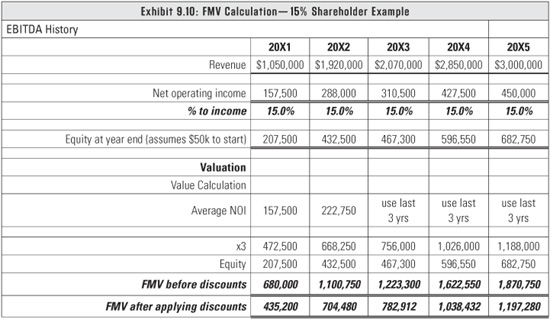 Exhibit 9.10: FMV Calculation—15% Shareholder Example
EBITDA History
20X1 20X2 20X3 20X4 20X5
Revenue $1,050,000 $1,920,000 $2,070,000 $2,850,000 $3,000,000
Net operating income 157,500 288,000 310,500 427,500 450,000
% to income 15.0% 15.0% 15.0% 15.0% 15.0%
Equity at year end (assumes $50k to start) 207,500 432,500 467,300 596,550 682,750
Valuation
Value Calculation
Average NOI 157,500 222,750 use last 3 yrs use last 3 yrs use last 3 yrs
x3 472,500 668,250 756,000 1,026,000 1,188,000
Equity 207,500 432,500 467,300 596,550 682,750
FMV before discounts 680,000 1,100,750 1,223,300 1,622,550 1,870,750
FMV after applying discounts 435,200 704,480 782,912 1,038,432 1,197,280